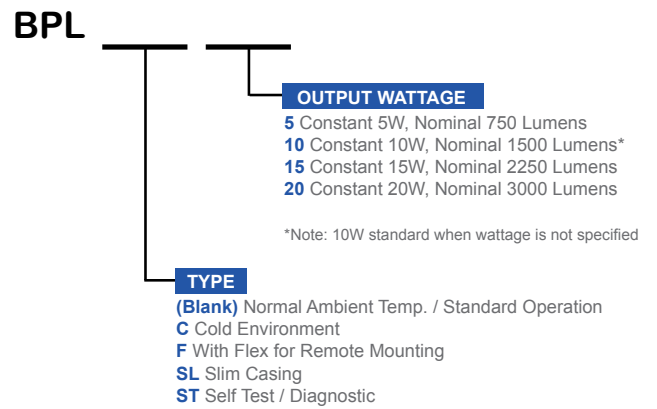 BPL
OUTPUT WATTAGE
5 Constant 5W, Nominal 750 Lumens
10 Constant 10W, Nominal 1500 Lumens*
15 Constant 15W, Nominal 2250 Lumens
20 Constant 20W, Nominal 3000 Lumens
*Note: 10W standard when wattage is not specified
TYPE
(Blank) Normal Ambient Temp. / Standard Operation
C Cold Environment
F With Flex for Remote Mounting
SL Slim Casing
ST Self Test / Diagnostic